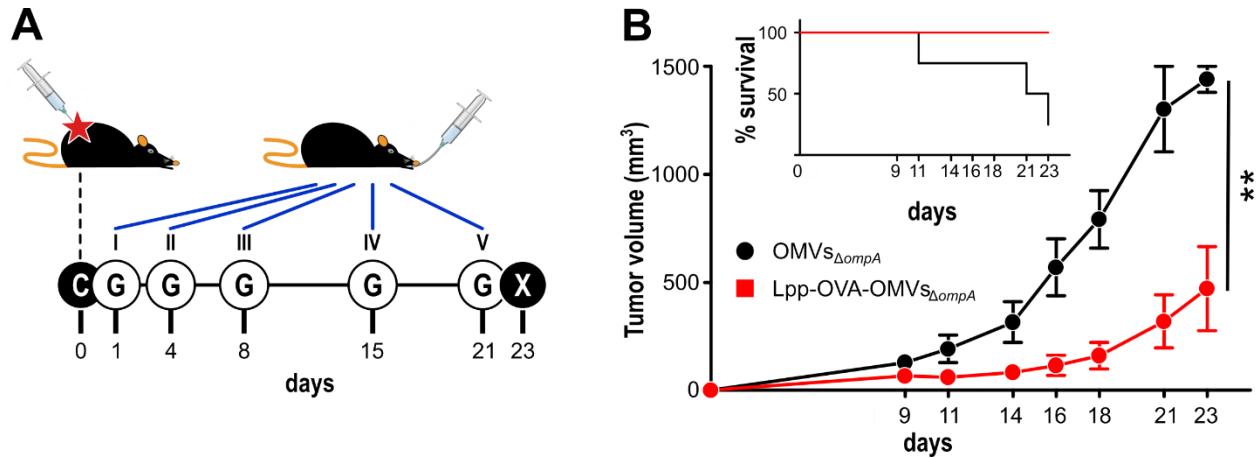 A
I II III IV V
C G G G G G X
0 1 4 8 15 21 23
days
B
% survival
100
50
0 9 11 14 16 18 21 23
days
Tumor volume (mm³)
1500
1000
500
0
OMVsΔompA
Lpp-OVA-OMVsΔompA
**
9 11 14 16 18 21 23
days